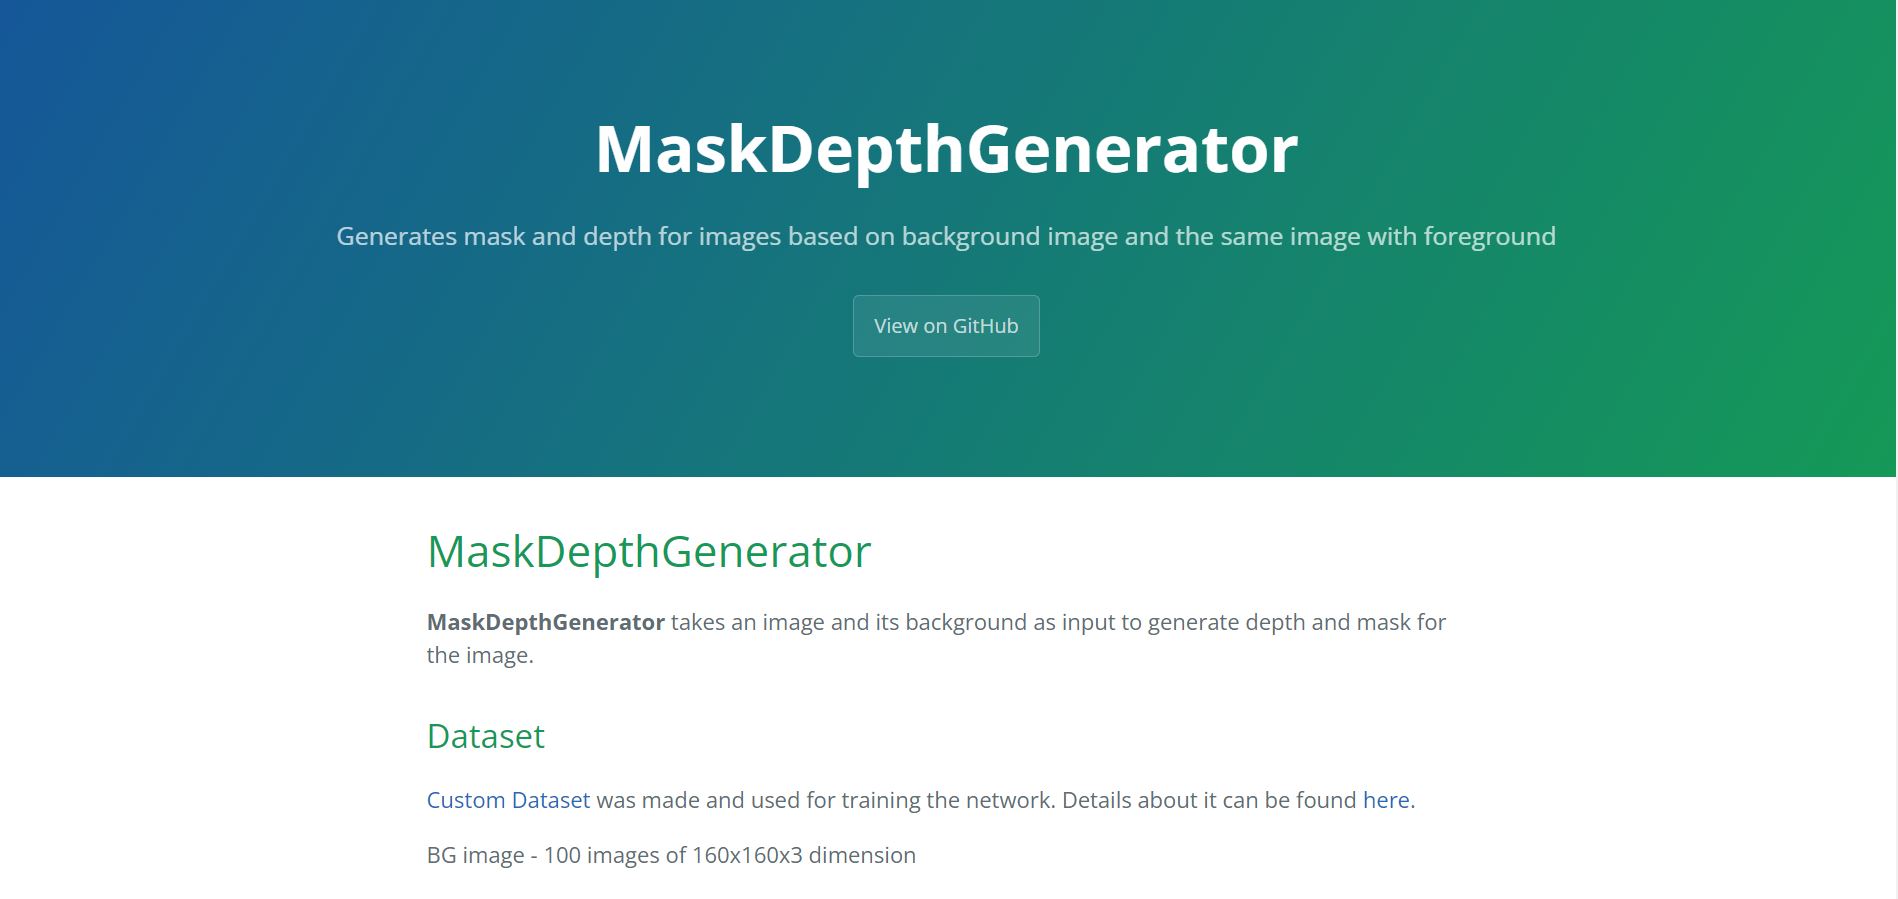 MaskDepthGenerator
Generates mask and depth for images based on background image and the same image with foreground
View on GitHub
MaskDepthGenerator
MaskDepthGenerator takes an image and its background as input to generate depth and mask for
the image.
Dataset
Custom Dataset was made and used for training the network. Details about it can be found here.
BG image - 100 images of 160x160x3 dimension